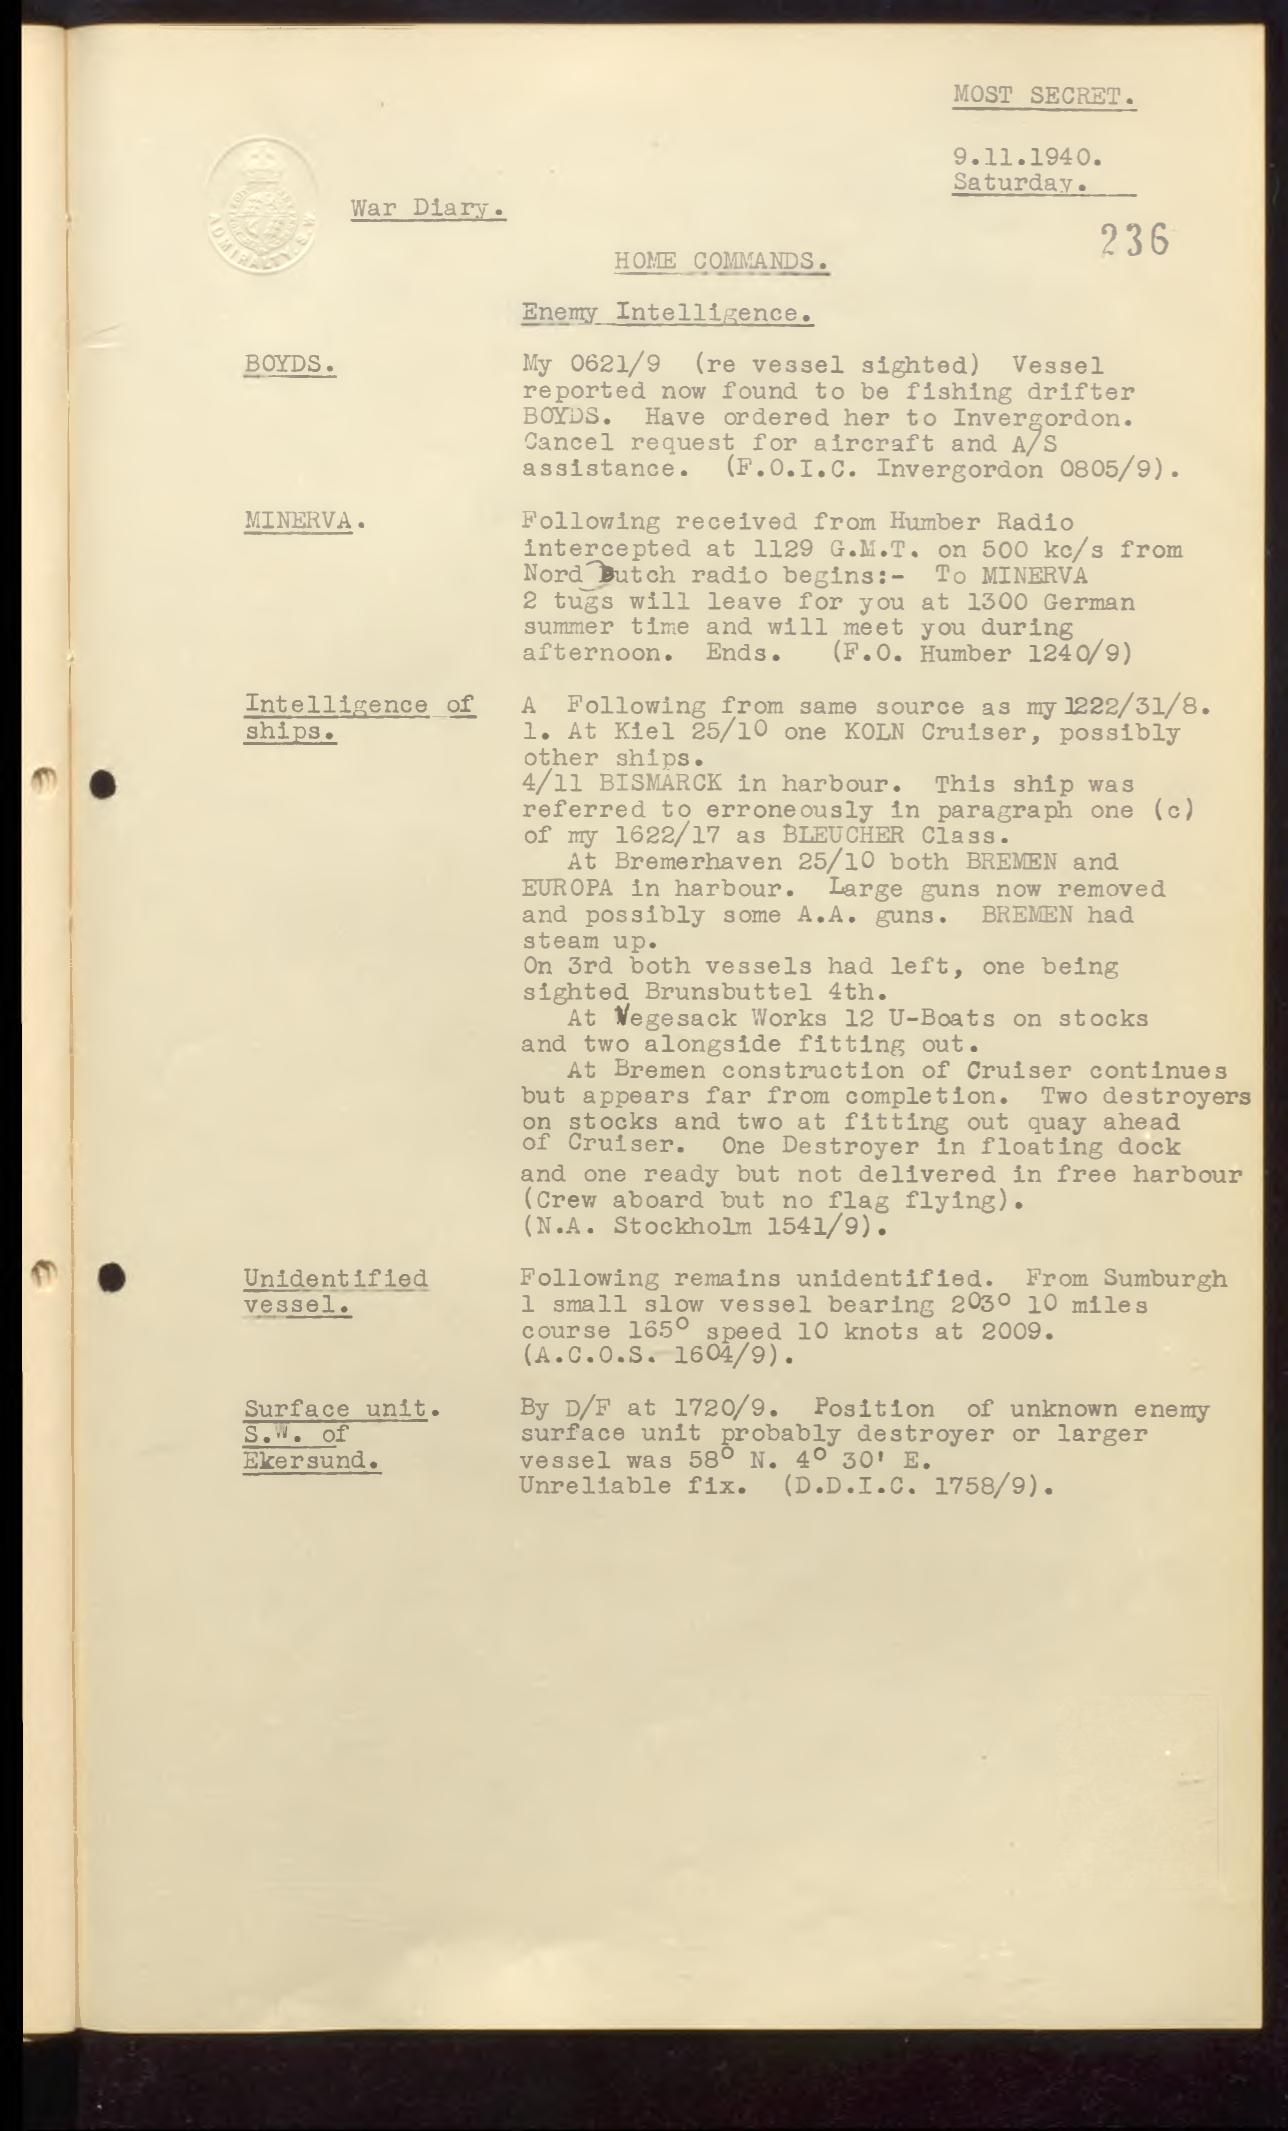 MOST SECRET.
9.11.1940.
Saturday.
ADMIRALTY. S.W.
War Diary.
236
HOME COMMANDS.
Enemy Intelligence.
BOYDS.
My 0621/9 (re vessel sighted) Vessel
reported now found to be fishing drifter
BOYDS. Have ordered her to Invergordon.
Cancel request for aircraft and A/S
assistance. (F.O.I.C. Invergordon 0805/9).
MINERVA.
Following received from Humber Radio
intercepted at 1129 G.M.T. on 500 kc/s from
Nord Dutch radio begins:- To MINERVA
2 tugs will leave for you at 1300 German
summer time and will meet you during
afternoon. Ends. (F.O. Humber 1240/9)
Intelligence of
ships.
A Following from same source as my 1222/31/8.
1. At Kiel 25/10 one KOLN Cruiser, possibly
other ships.
4/11 BISMARCK in harbour. This ship was
referred to erroneously in paragraph one (c)
of my 1622/17 as BLEUCHER Class.
At Bremerhaven 25/10 both BREMEN and
EUROPA in harbour. Large guns now removed
and possibly some A.A. guns. BREMEN had
steam up.
On 3rd both vessels had left, one being
sighted Brunsbuttel 4th.
At Vegesack Works 12 U-Boats on stocks
and two alongside fitting out.
At Bremen construction of Cruiser continues
but appears far from completion. Two destroyers
on stocks and two at fitting out quay ahead
of Cruiser. One Destroyer in floating dock
and one ready but not delivered in free harbour
(Crew aboard but no flag flying).
(N.A. Stockholm 1541/9).
Unidentified
vessel.
Following remains unidentified. From Sumburgh
1 small slow vessel bearing 203° 10 miles
course 165° speed 10 knots at 2009.
(A.C.O.S. 1604/9).
Surface unit.
S.W. of
Ekersund.
By D/F at 1720/9. Position of unknown enemy
surface unit probably destroyer or larger
vessel was 58° N. 4° 30' E.
Unreliable fix. (D.D.I.C. 1758/9).